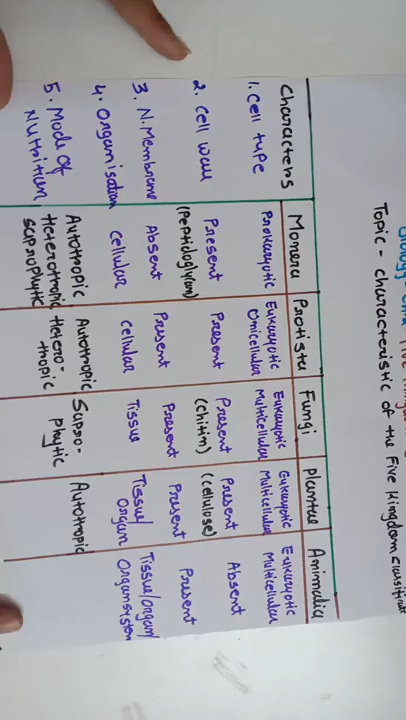 Topic - characteristic of the Five Kingdom
Characters Monera Protista Fungi plantae Animalia
1. Cell type Prokaryotic Eukaryotic Eukaryotic Eukaryotic Eukaryotic
Unicellular Multicellular Multicellular Multicellular
2. Cell wall Present Present Present Present Absent
(Peptidoglycan) (chitin) (cellulose)
3. N. Membrane Absent Present Present Present Present
4. Organisation Cellular Cellular Tissue Tissue/ Tissue/organ/
Organ Organsystem
5. Mode of Autotropic Autotropic Sapro- Autotropic
Nutrition Heterotropic Hetero- phytic
saprophytic tropic